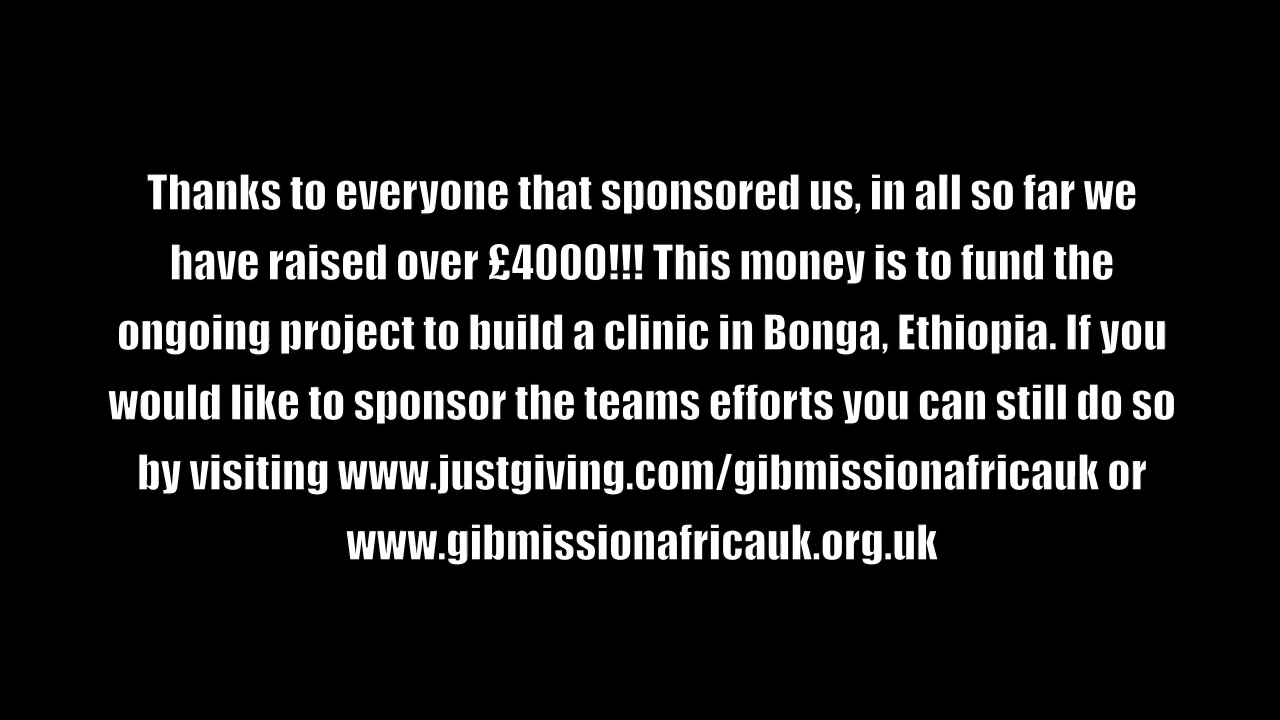 Thanks to everyone that sponsored us, in all so far we
have raised over £4000!!! This money is to fund the
ongoing project to build a clinic in Bonga, Ethiopia. If you
would like to sponsor the teams efforts you can still do so
by visiting www.justgiving.com/gibmissionafricauk or
www.gibmissionafricauk.org.uk